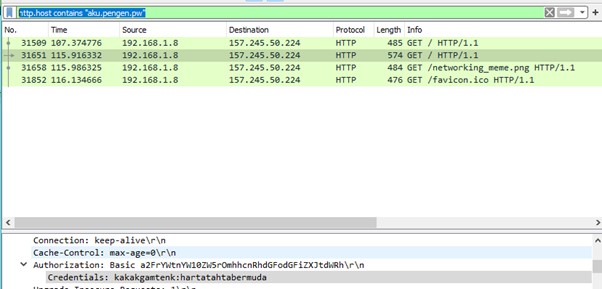 http.host contains "aku.pengen.pw"
No. Time Source Destination Protocol Length Info
31509 107.374776 192.168.1.8 157.245.50.224 HTTP 485 GET / HTTP/1.1
31651 115.916332 192.168.1.8 157.245.50.224 HTTP 574 GET / HTTP/1.1
31658 115.986325 192.168.1.8 157.245.50.224 HTTP 484 GET /networking_meme.png HTTP/1.1
31852 116.134666 192.168.1.8 157.245.50.224 HTTP 476 GET /favicon.ico HTTP/1.1
Connection: keep-alive\r\n
Cache-Control: max-age=0\r\n
Authorization: Basic a2FrYWtnYW10ZW5rOmhhcnRhdGFodGFiZXJtdWRh\r\n
Credentials: kakakgamtenk:hartatahtabermuda
Upgrade-Insecure-Requests: 1\r\n